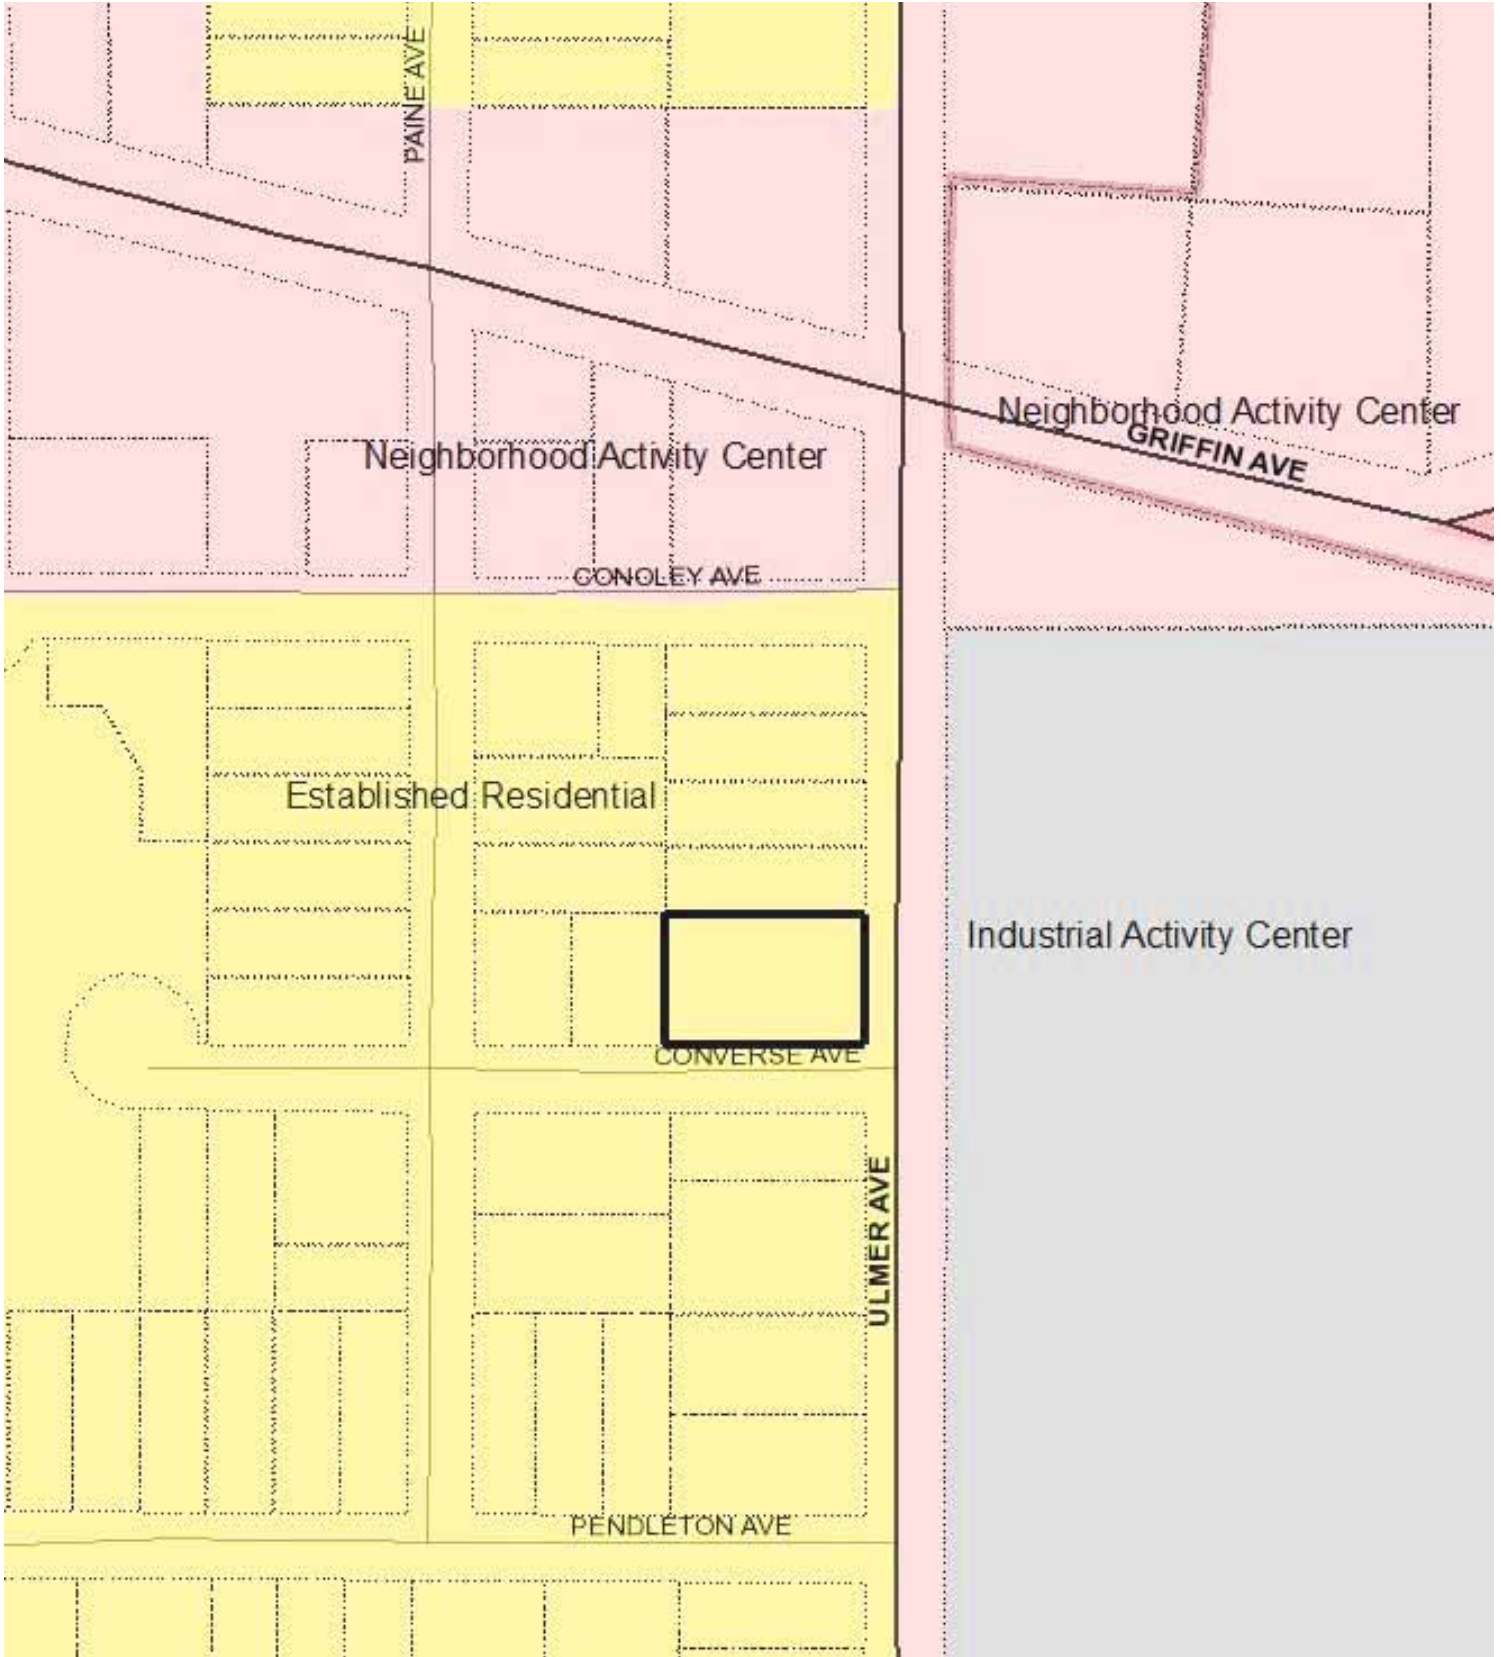 PAINE AVE
Neighborhood Activity Center
GRIFFIN AVE
Neighborhood Activity Center
CONOLEY AVE
Established Residential
Industrial Activity Center
CONVERSE AVE
ULMER AVE
PENDLETON AVE